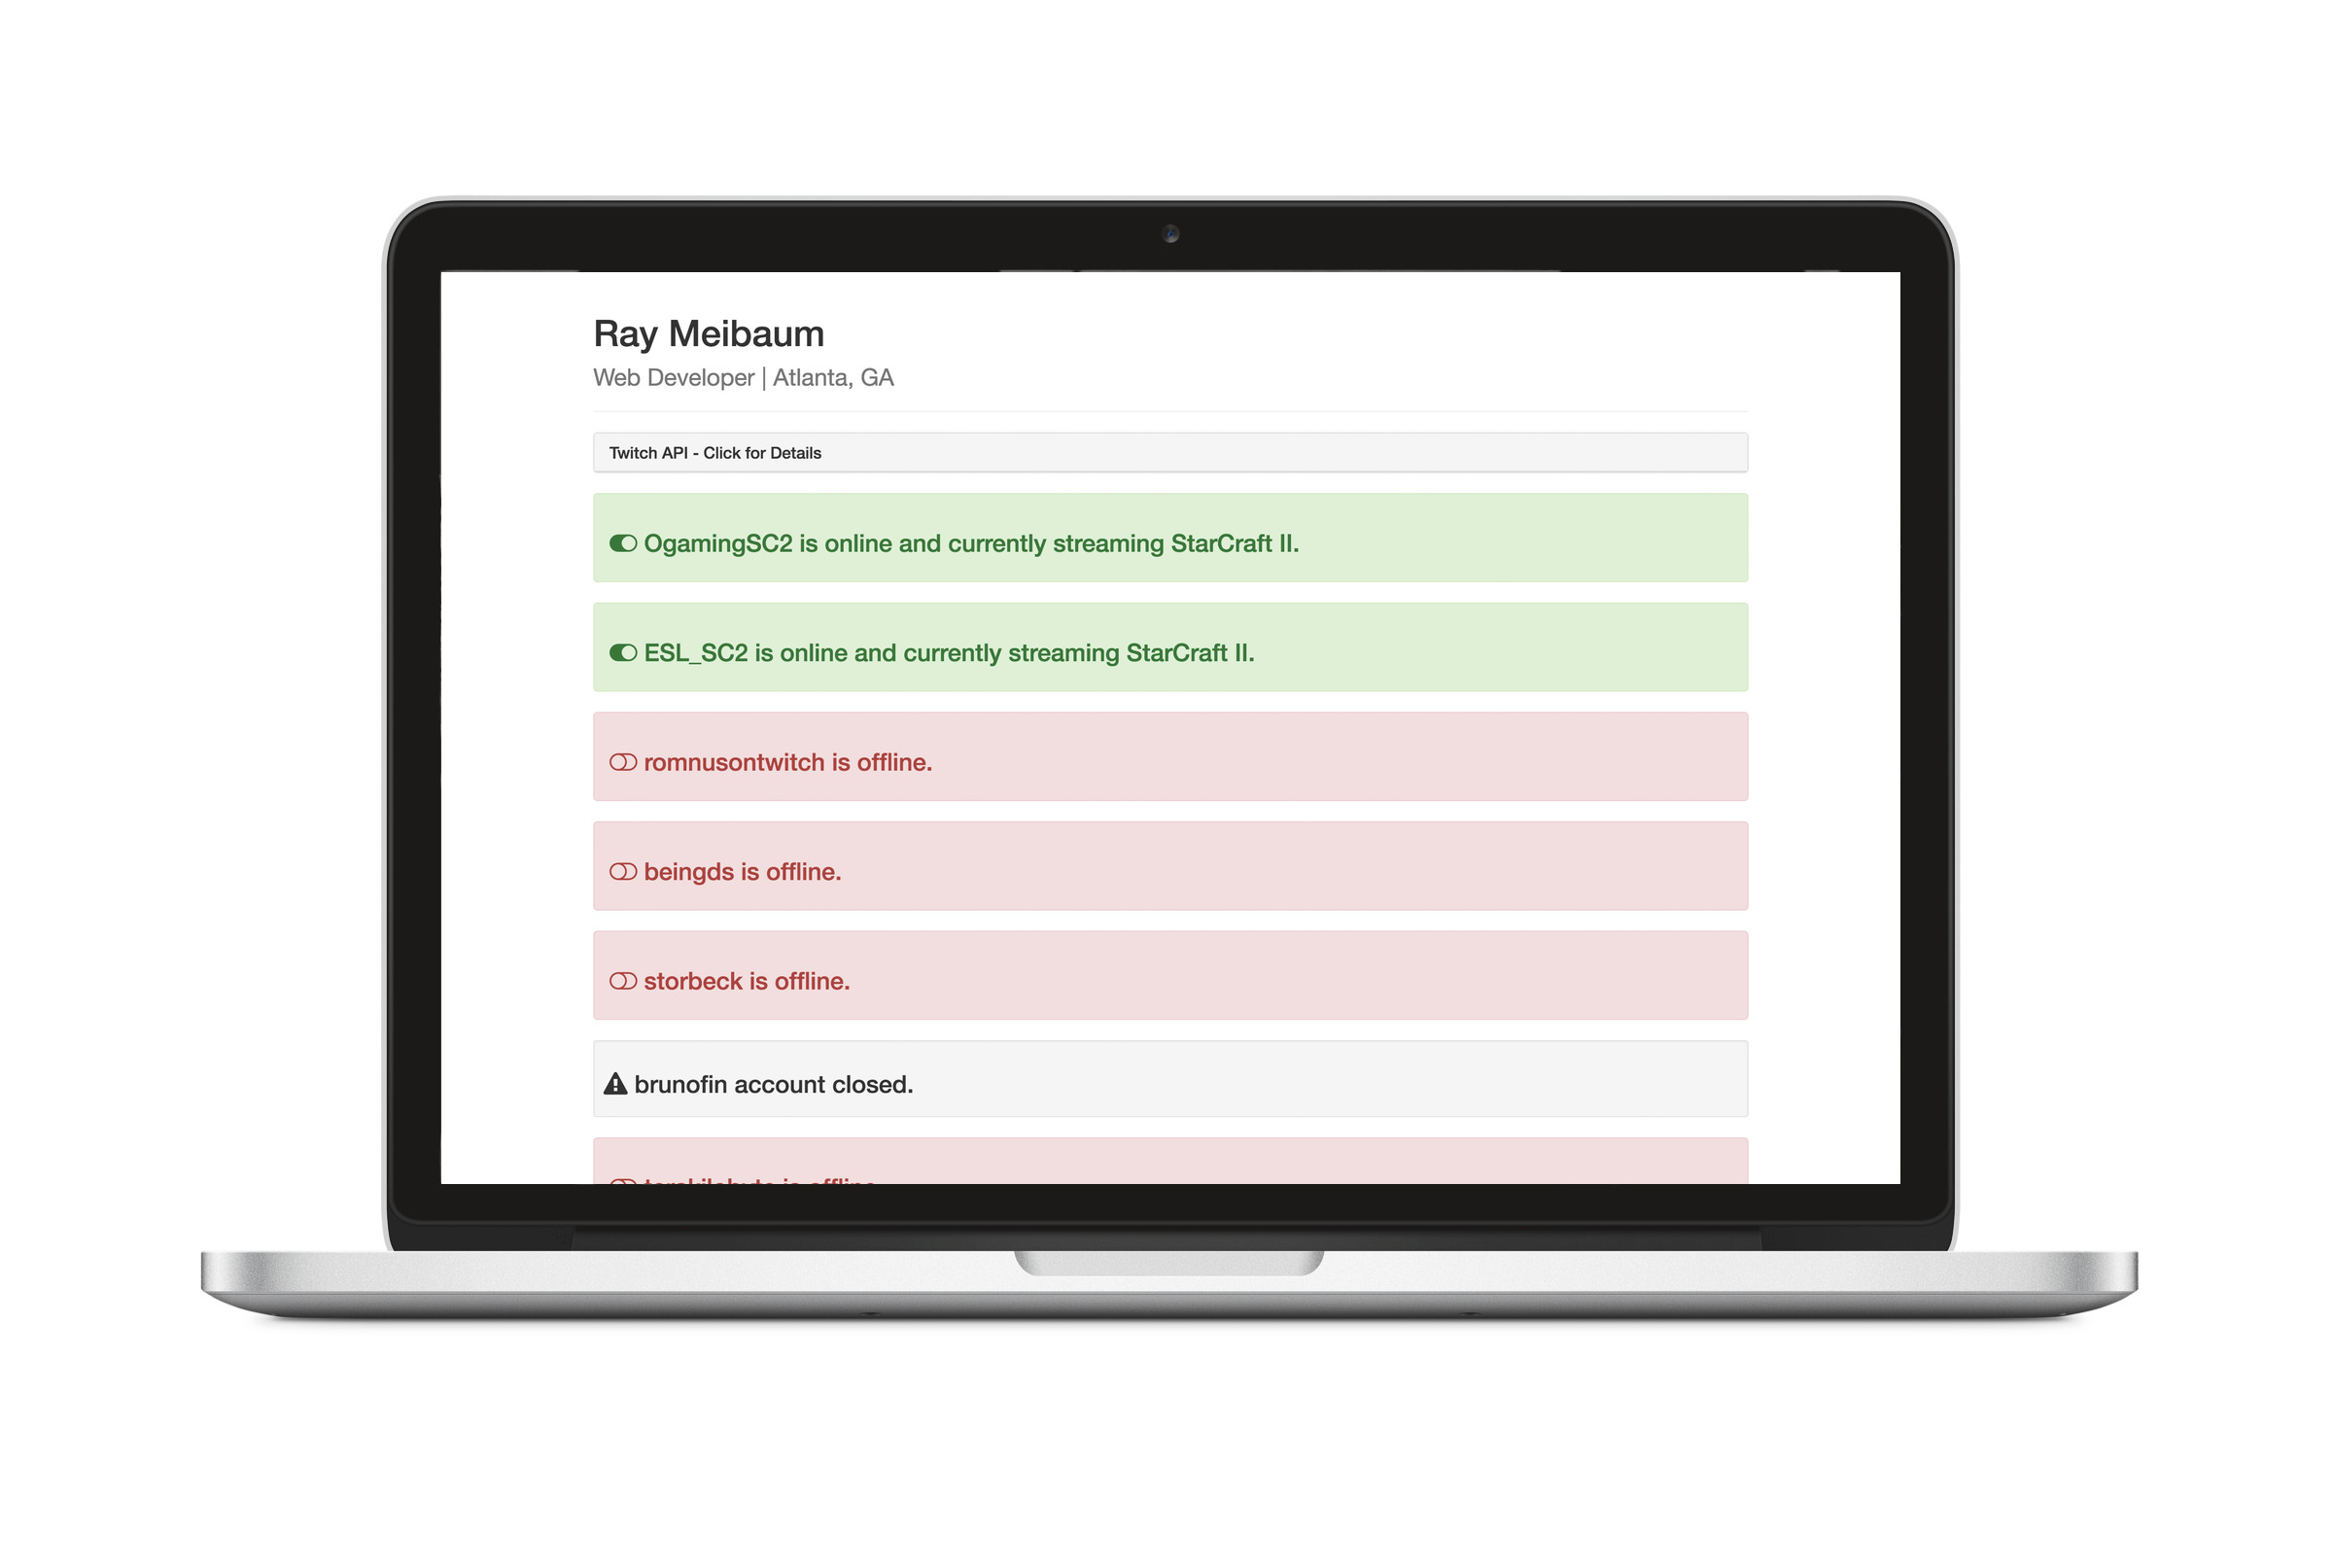 Ray Meibaum
Web Developer | Atlanta, GA
Twitch API - Click for Details
OgamingSC2 is online and currently streaming StarCraft II.
ESL_SC2 is online and currently streaming StarCraft II.
romnusontwitch is offline.
beingds is offline.
storbeck is offline.
brunofin account closed.
is offline.